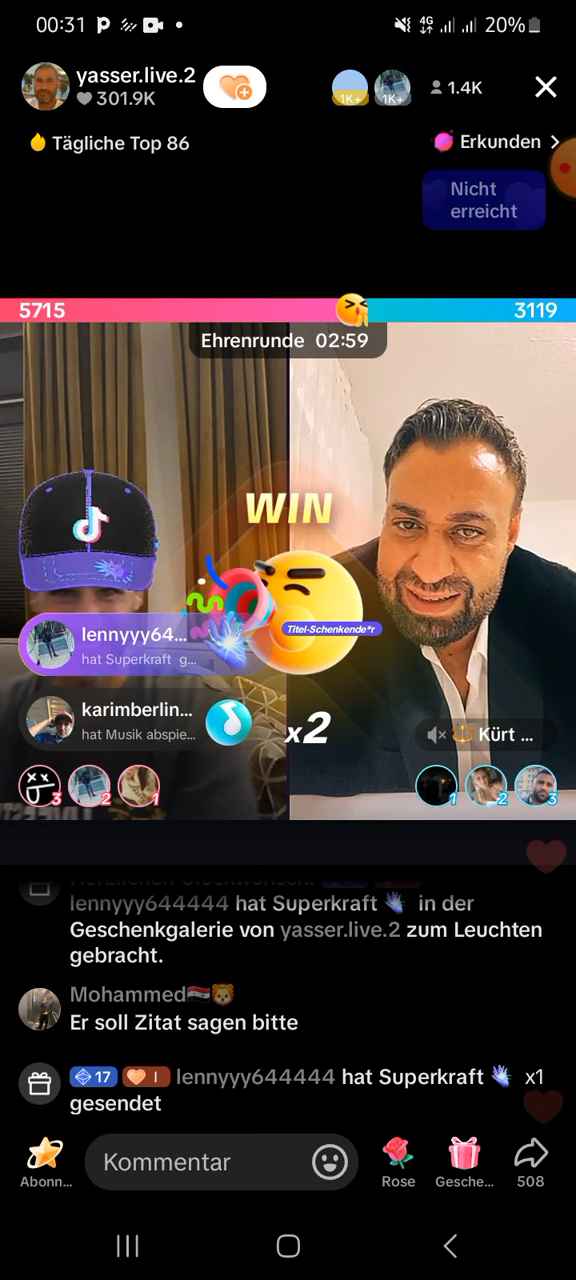 00:31
4G
20%
yasser.live.2
301.9K
1K+
1K+
1.4K
Tägliche Top 86
Erkunden
Nicht
erreicht
5715
3119
Ehrenrunde 02:59
WIN
Titel-Schenkende*r
lennyyy64...
hat Superkraft g...
karimberlin...
hat Musik abspie...
x2
Kürt ...
3
2
1
1
2
3
lennyyy644444 hat Superkraft in der
Geschenkgalerie von yasser.live.2 zum Leuchten
gebracht.
Mohammed
Er soll Zitat sagen bitte
17 I lennyyy644444 hat Superkraft x1
gesendet
Kommentar
Abonn...
Rose
Gesche...
508